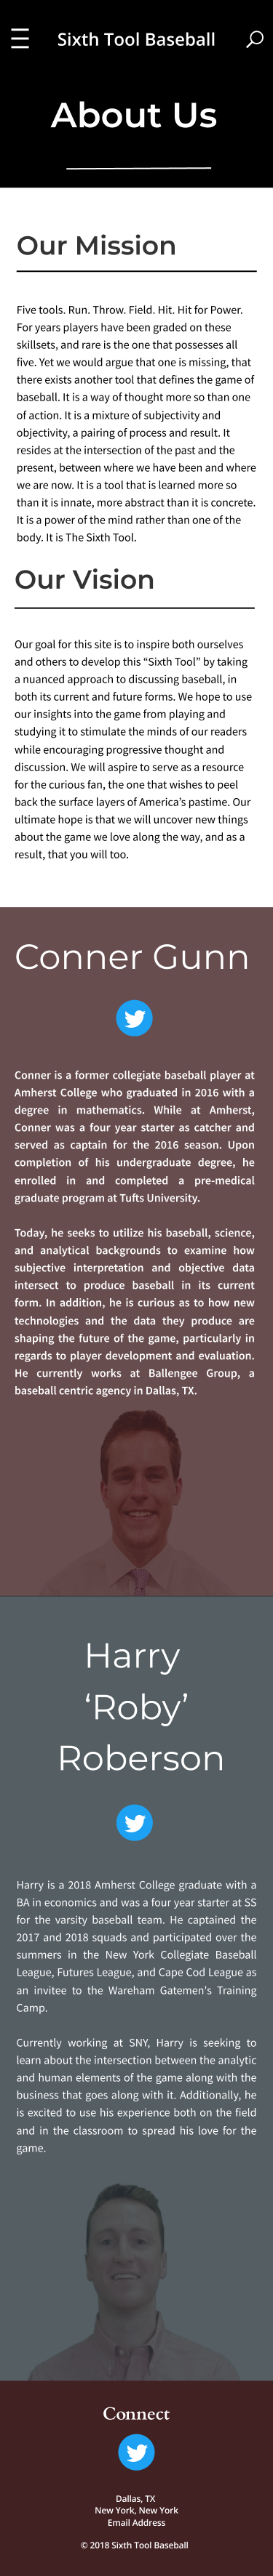 Sixth Tool Baseball
About Us
Our Mission
Five tools. Run. Throw. Field. Hit. Hit for Power.
For years players have been graded on these
skillsets, and rare is the one that possesses all
five. Yet we would argue that one is missing, that
there exists another tool that defines the game of
baseball. It is a way of thought more so than one
of action. It is a mixture of subjectivity and
objectivity, a pairing of process and result. It
resides at the intersection of the past and the
present, between where we have been and where
we are now. It is a tool that is learned more so
than it is innate, more abstract than it is concrete.
It is a power of the mind rather than one of the
body. It is The Sixth Tool.
Our Vision
Our goal for this site is to inspire both ourselves
and others to develop this “Sixth Tool” by taking
a nuanced approach to discussing baseball, in
both its current and future forms. We hope to use
our insights into the game from playing and
studying it to stimulate the minds of our readers
while encouraging progressive thought and
discussion. We will aspire to serve as a resource
for the curious fan, the one that wishes to peel
back the surface layers of America’s pastime. Our
ultimate hope is that we will uncover new things
about the game we love along the way, and as a
result, that you will too.
Conner Gunn
Conner is a former collegiate baseball player at
Amherst College who graduated in 2016 with a
degree in mathematics. While at Amherst,
Conner was a four year starter as catcher and
served as captain for the 2016 season. Upon
completion of his undergraduate degree, he
enrolled in and completed a pre-medical
graduate program at Tufts University.
Today, he seeks to utilize his baseball, science,
and analytical backgrounds to examine how
subjective interpretation and objective data
intersect to produce baseball in its current
form. In addition, he is curious as to how new
technologies and the data they produce are
shaping the future of the game, particularly in
regards to player development and evaluation.
He currently works at Ballengee Group, a
baseball centric agency in Dallas, TX.
Harry
‘Roby’
Roberson
Harry is a 2018 Amherst College graduate with a
BA in economics and was a four year starter at SS
for the varsity baseball team. He captained the
2017 and 2018 squads and participated over the
summers in the New York Collegiate Baseball
League, Futures League, and Cape Cod League as
an invitee to the Wareham Gatemen's Training
Camp.
Currently working at SNY, Harry is seeking to
learn about the intersection between the analytic
and human elements of the game along with the
business that goes along with it. Additionally, he
is excited to use his experience both on the field
and in the classroom to spread his love for the
game.
Connect
Dallas, TX
New York, New York
Email Address
© 2018 Sixth Tool Baseball